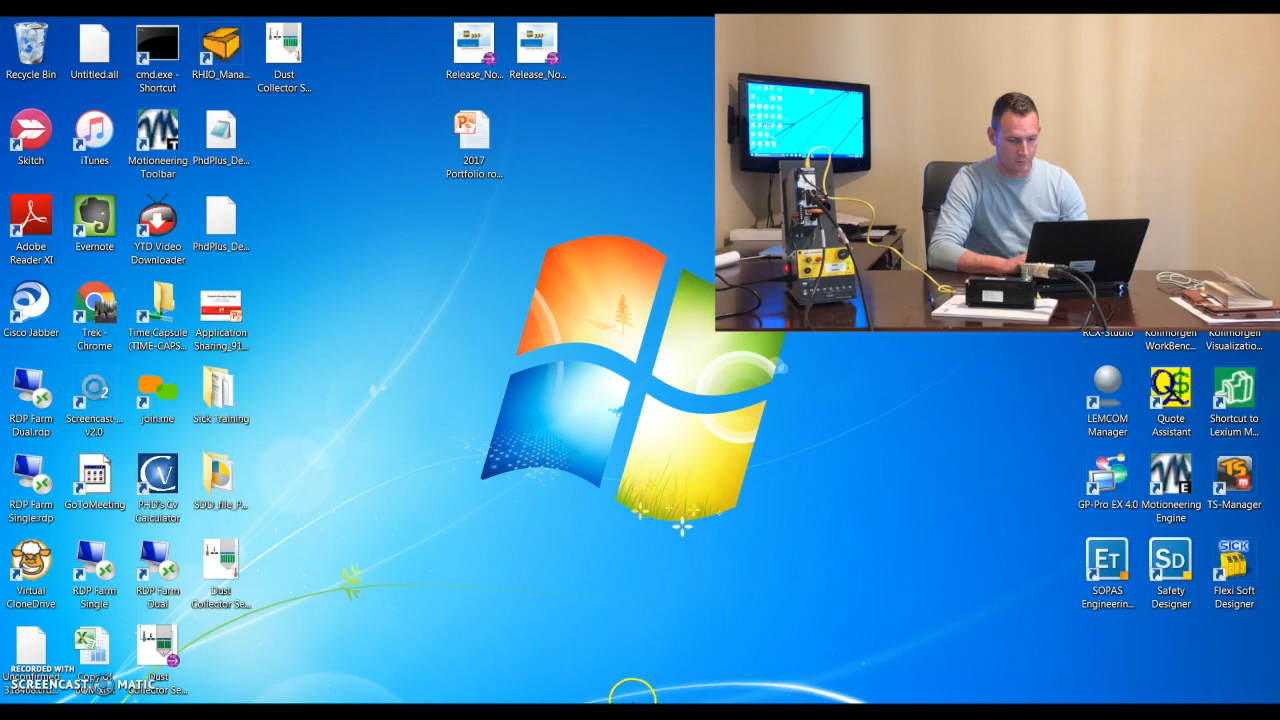 Recycle Bin
Untitled.all
cmd.exe -
Shortcut
RHIO_Mana...
Dust
Collector S...
Release_No...
Release_No...
Skitch
iTunes
Motioneering
Toolbar
PhdPlus_De...
2017
Portfolio ro...
Adobe
Reader XI
Evernote
YTD Video
Downloader
PhdPlus_De...
Cisco Jabber
Trek -
Chrome
Time Capsule
(TIME-CAPS...
Application
Sharing_91...
RCX-Studio
Kollmorgen
WorkBenc...
Kollmorgen
Visualizatio...
RDP Farm
Dual.rdp
Screencast-...
v2.0
join.me
Sick Training
LEMCOM
Manager
Quote
Assistant
Shortcut to
Lexium M...
RDP Farm
Single.rdp
GoToMeeting
PHD's Cv
Calculator
SDD_file_P...
GP-Pro EX 4.0
Motioneering
Engine
TS-Manager
Virtual
CloneDrive
RDP Farm
Single
RDP Farm
Dual
Dust
Collector Se...
SOPAS
Engineerin...
Safety
Designer
Flexi Soft
Designer
Dust
Collector Se...
RECORDED WITH
SCREENCAST MATIC